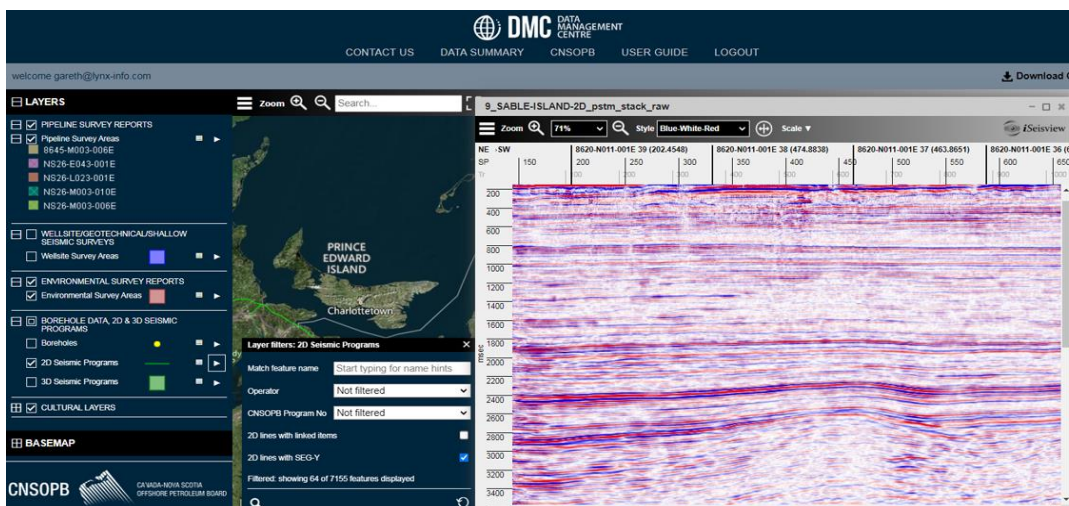 DMC DATA MANAGEMENT CENTRE
CONTACT US DATA SUMMARY CNSOPB USER GUIDE LOGOUT
welcome gareth@lynx-info.com
Download
LAYERS
PIPELINE SURVEY REPORTS
Pipeline Survey Areas
8645-M003-006E
NS26-E043-001E
NS26-L023-001E
NS26-M003-010E
NS26-M003-006E
WELLSITE/GEOTECHNICAL/SHALLOW
SEISMIC SURVEYS
Wellsite Survey Areas
ENVIRONMENTAL SURVEY REPORTS
Environmental Survey Areas
BOREHOLE DATA, 2D & 3D SEISMIC
PROGRAMS
Boreholes
2D Seismic Programs
3D Seismic Programs
CULTURAL LAYERS
BASEMAP
CNSOPB
CANADA-NOVA SCOTIA
OFFSHORE PETROLEUM BOARD
Zoom Search...
PRINCE
EDWARD
ISLAND
Charlottetown
Layer filters: 2D Seismic Programs
Match feature name Start typing for name hints
Operator Not filtered
CNSOPB Program No Not filtered
2D lines with linked items
2D lines with SEG-Y
Filtered: showing 64 of 7155 features displayed
9_SABLE-ISLAND-2D_pstm_stack_raw
Zoom 71% Style Blue-White-Red Scale iSeisview
NE SW 8620-N011-001E 39 (202.4548) 8620-N011-001E 38 (474.8838) 8620-N011-001E 37 (463.8651) 8620-N011-001E 36
SP 150 200 250 300 350 400 450 500 550 600 650
Tr
200
400
600
800
1000
1200
1400
1600
1800
2000
2200
2400
2600
2800
3000
3200
3400
msec